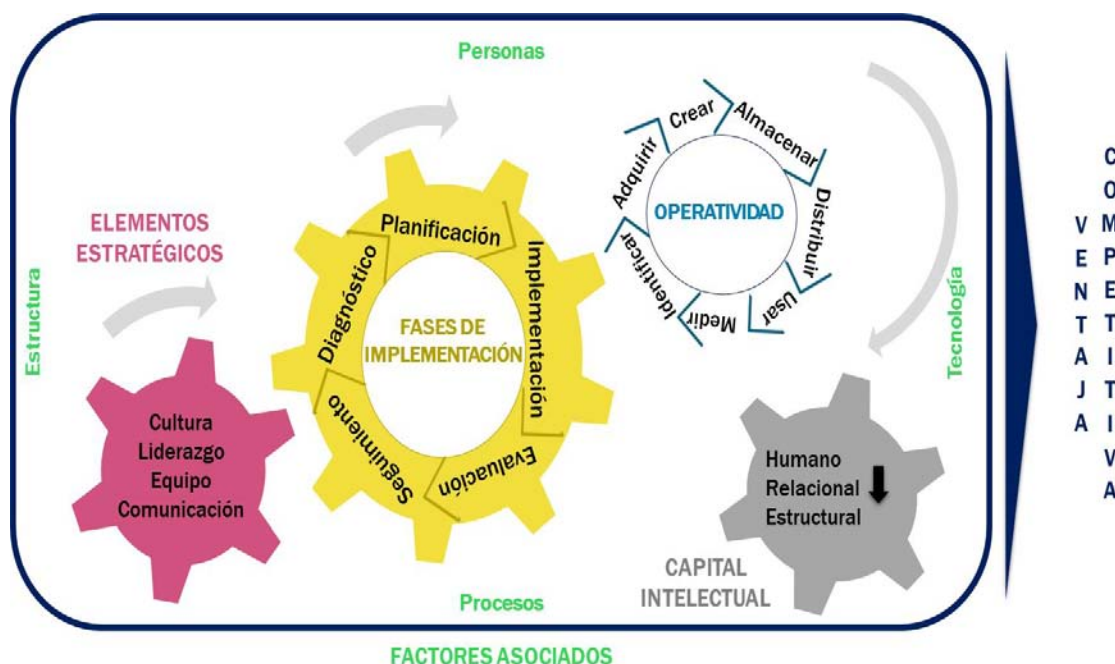 Personas
Estructura
ELEMENTOS
ESTRATÉGICOS
Cultura
Liderazgo
Equipo
Comunicación
FASES DE
IMPLEMENTACIÓN
Diagnóstico
Planificación
Implementación
Evaluación
Seguimiento
OPERATIVIDAD
Identificar
Adquirir
Crear
Almacenar
Distribuir
Usar
Medir
Tecnología
Humano
Relacional
Estructural
CAPITAL
INTELECTUAL
Procesos
FACTORES ASOCIADOS
VENTAJA
COMPETITIVA